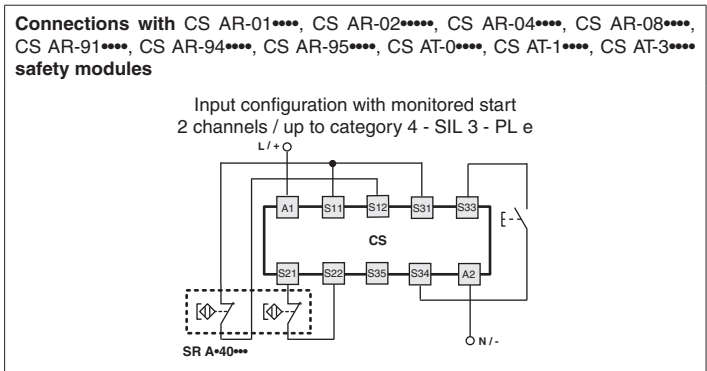 Connections with CS AR-01••••, CS AR-02•••••, CS AR-04••••, CS AR-08••••,
CS AR-91••••, CS AR-94••••, CS AR-95••••, CS AT-0••••, CS AT-1••••, CS AT-3••••
safety modules
Input configuration with monitored start
2 channels / up to category 4 - SIL 3 - PL e
L / +
A1 S11 S12 S31 S33
CS
S21 S22 S35 S34 A2
SR A•40•••
N / -